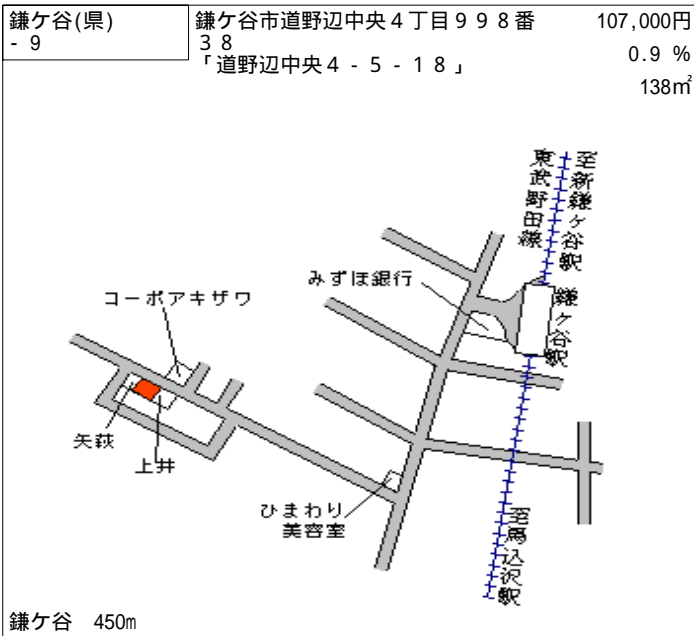 鎌ケ谷(県)
- 9
鎌ケ谷市道野辺中央４丁目９９８番
３８
「道野辺中央４-５-１８」
107,000円
0.9 %
138㎡
至新鎌ヶ谷駅
東武野田線
みずほ銀行
鎌ヶ谷駅
コーポアキザワ
矢萩
上井
ひまわり
美容室
至馬込沢駅
鎌ケ谷 450m